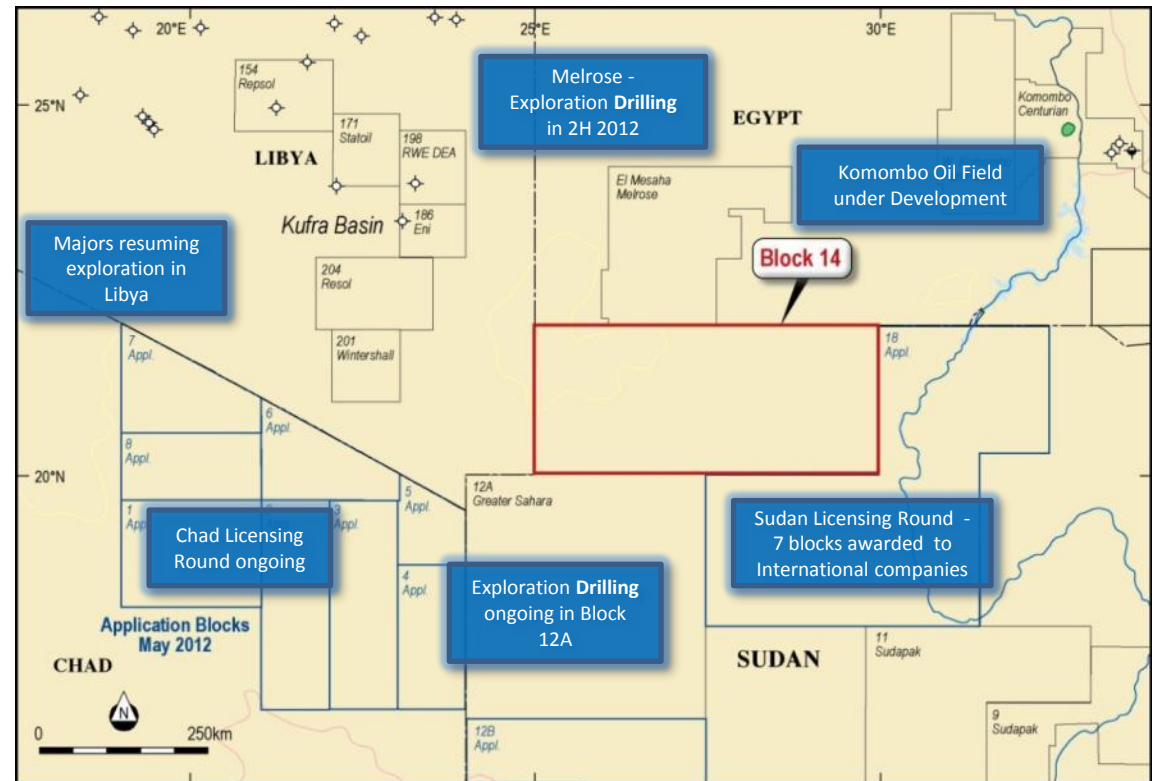 20°E
25°E
30°E
25°N
20°N
154
Repsol
171
Statoil
198
RWE DEA
186
Eni
204
Resol
201
Wintershall
LIBYA
Kufra Basin
Melrose -
Exploration Drilling
in 2H 2012
EGYPT
Komombo
Centurian
Komombo Oil Field
under Development
El Mesaha
Melrose
Majors resuming
exploration in
Libya
Block 14
18
Appl.
7
Appl.
6
Appl.
8
Appl.
5
Appl.
1
3
Appl.
4
Appl.
12A
Greater Sahara
Chad Licensing
Round ongoing
Exploration Drilling
ongoing in Block
12A
Sudan Licensing Round -
7 blocks awarded to
International companies
Application Blocks
May 2012
CHAD
SUDAN
11
Sudapak
9
Sudapak
12B
Appl.
N
0
250km